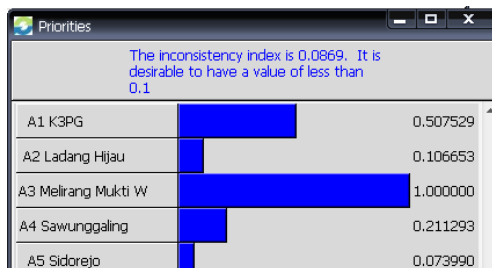 Priorities
The inconsistency index is 0.0869. It is
desirable to have a value of less than
0.1
A1 K3PG 0.507529
A2 Ladang Hijau 0.106653
A3 Melirang Mukti W 1.000000
A4 Sawunggaling 0.211293
A5 Sidorejo 0.073990